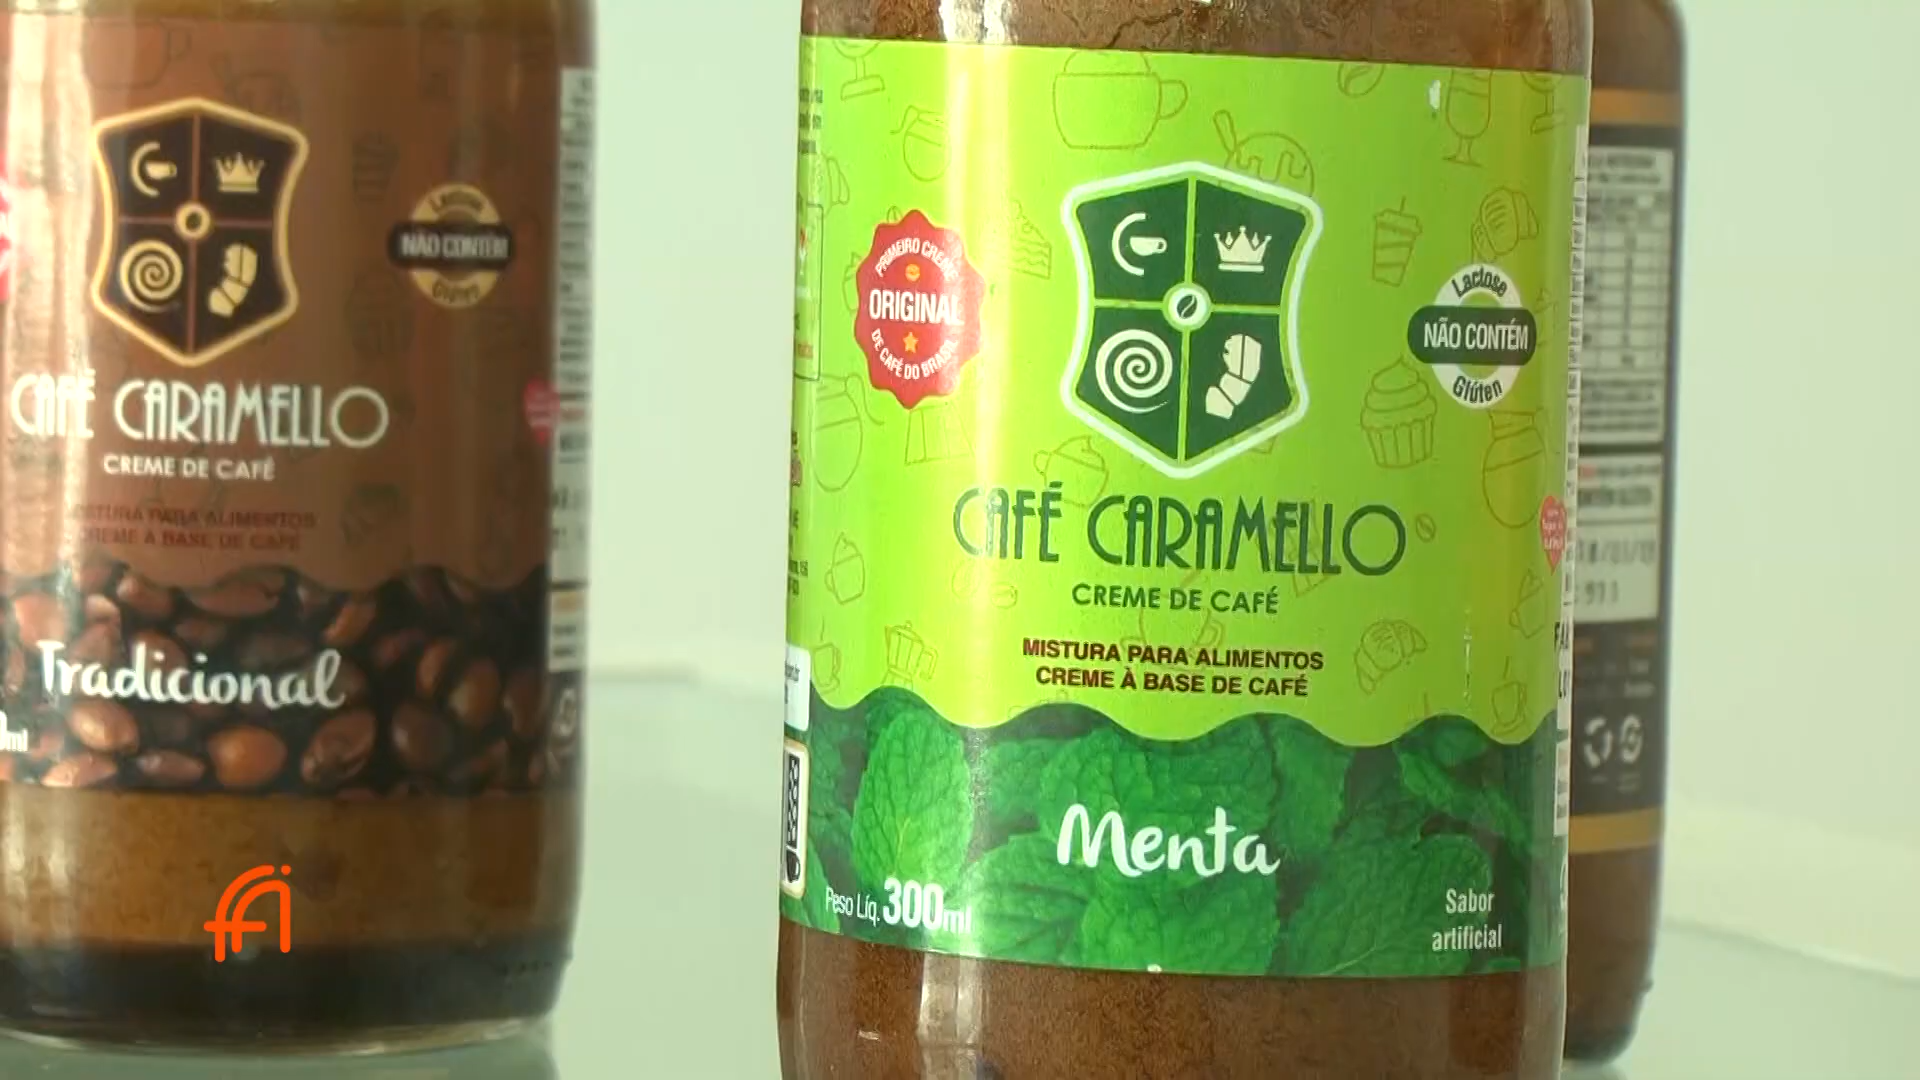 Lactose
NÃO CONTÉM
Glúten
CAFÉ CARAMELLO
CREME DE CAFÉ
MISTURA PARA ALIMENTOS
CREME À BASE DE CAFÉ
Tradicional
PRIMEIRO CREME
ORIGINAL
DE CAFÉ DO BRASIL
Lactose
NÃO CONTÉM
Glúten
CAFÉ CARAMELLO
CREME DE CAFÉ
MISTURA PARA ALIMENTOS
CREME À BASE DE CAFÉ
Menta
Peso Líq. 300ml
Sabor
artificial